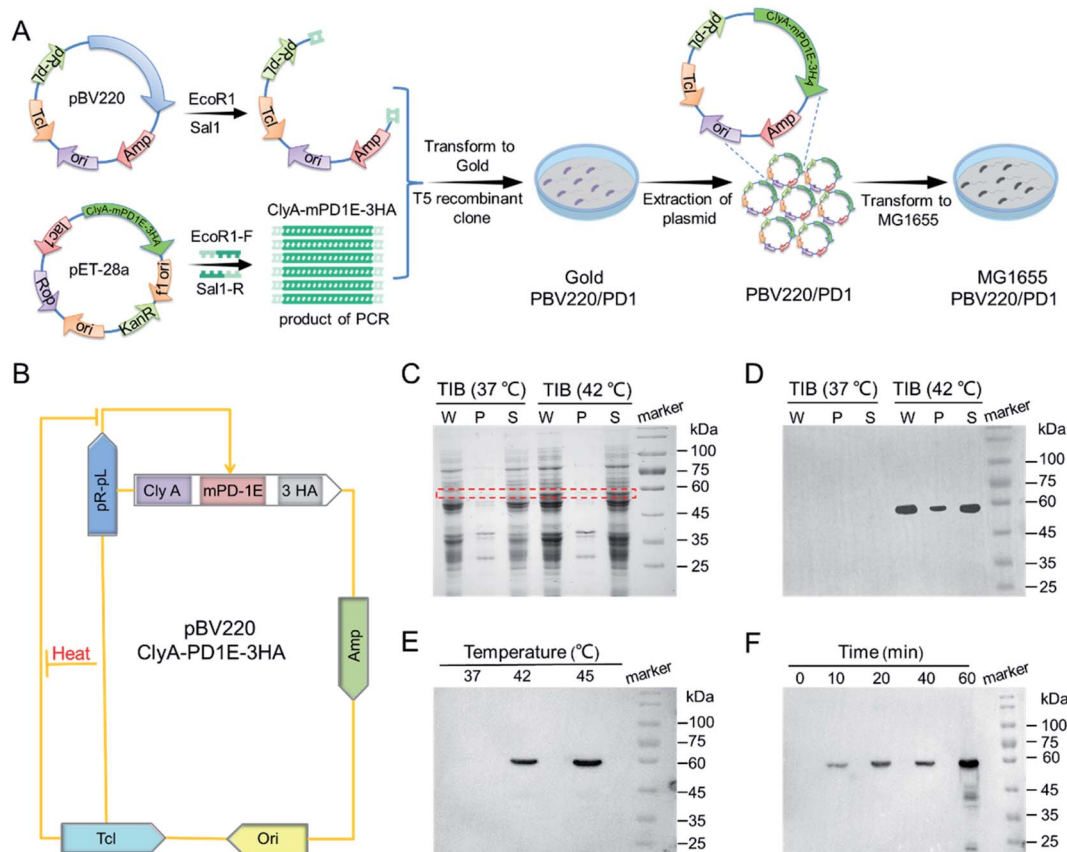 A
pR-pL
pBV220
Tcl
ori
Amp
EcoR1
Sal1
pR-pL
Tcl
ori
Amp
ClyA-mPD1E-3HA
lac1
pET-28a
Rop
ori
KanR
f1 ori
EcoR1-F
Sal1-R
ClyA-mPD1E-3HA
product of PCR
Transform to
Gold
T5 recombinant
clone
Gold
PBV220/PD1
Extraction of
plasmid
pR-pL
ClyA-mPD1E-3HA
Tcl
ori
Amp
PBV220/PD1
Transform to
MG1655
MG1655
PBV220/PD1
B
pR-pL
Cly A
mPD-1E
3 HA
pBV220
ClyA-PD1E-3HA
Heat
Amp
Tcl
Ori
C
TIB (37 ℃) TIB (42 ℃)
W P S W P S marker
kDa
100
75
60
45
35
25
D
TIB (37 ℃) TIB (42 ℃)
W P S W P S marker
kDa
100
75
60
45
35
25
E
Temperature(℃)
37 42 45 marker
kDa
100
75
60
45
35
25
F
Time (min)
0 10 20 40 60 marker
kDa
100
75
60
45
35
25